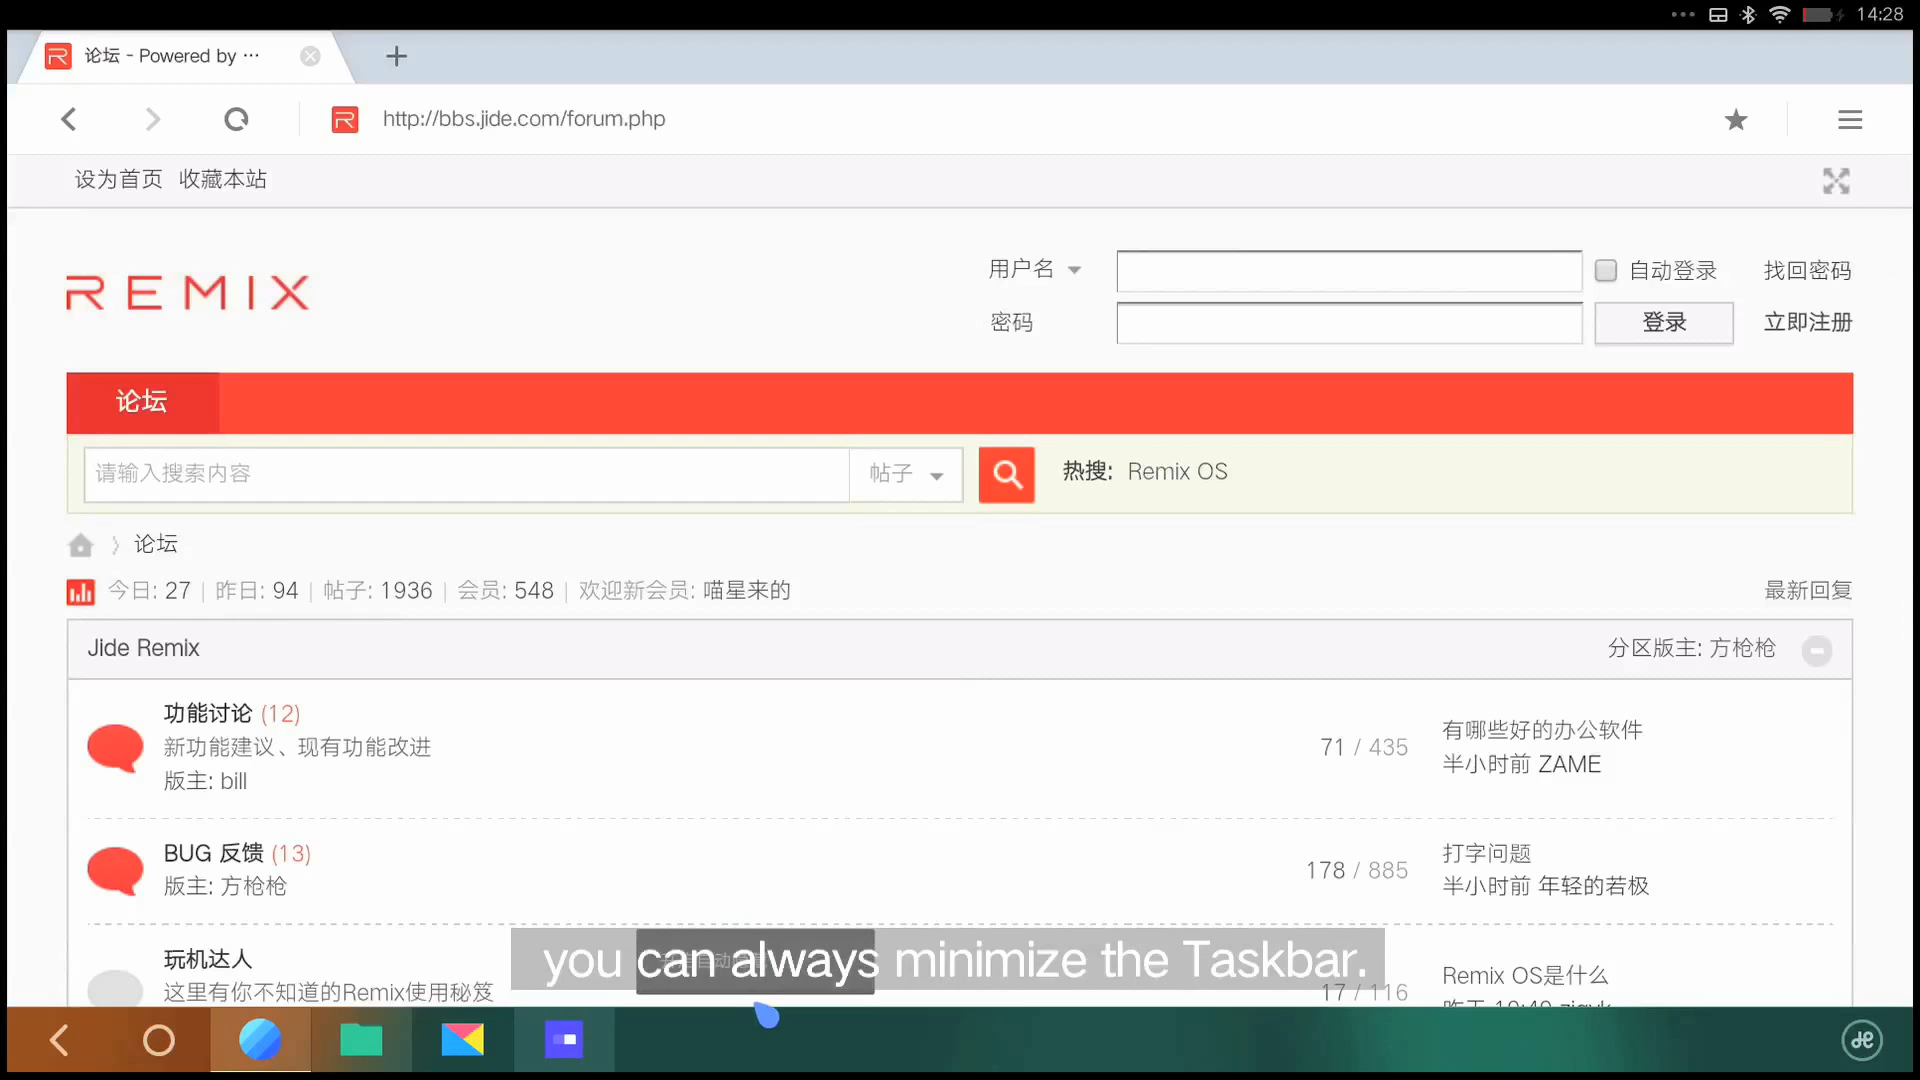 14:28
论坛 - Powered by ···
http://bbs.jide.com/forum.php
设为首页 收藏本站
REMIX
用户名
自动登录 找回密码
密码
登录 立即注册
论坛
请输入搜索内容 帖子 热搜: Remix OS
论坛
今日: 27 | 昨日: 94 | 帖子: 1936 | 会员: 548 | 欢迎新会员: 喵星来的 最新回复
Jide Remix 分区版主: 方枪枪
功能讨论 (12)
新功能建议、现有功能改进
版主: bill
71 / 435
有哪些好的办公软件
半小时前 ZAME
BUG 反馈 (13)
版主: 方枪枪
178 / 885
打字问题
半小时前 年轻的若极
玩机达人
这里有你不知道的Remix使用秘笈
17 / 116
Remix OS是什么
you can always minimize the Taskbar.